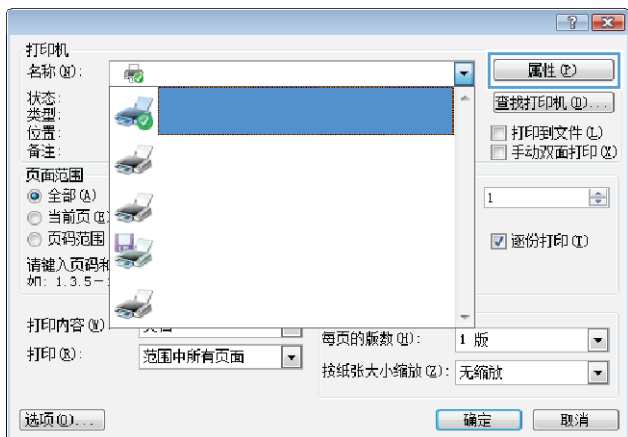 打印机
名称(N):
属性(P)
状态:
查找打印机(D)...
类型:
位置:
打印到文件(L)
备注:
手动双面打印(X)
页面范围
全部(A)
1
当前页(E)
页码范围
逐份打印(T)
请键入页码和
如: 1.3.5-
打印内容(W)
每页的版数(H):
1 版
打印(R):
范围中所有页面
按纸张大小缩放(Z):
无缩放
选项(O)...
确定
取消